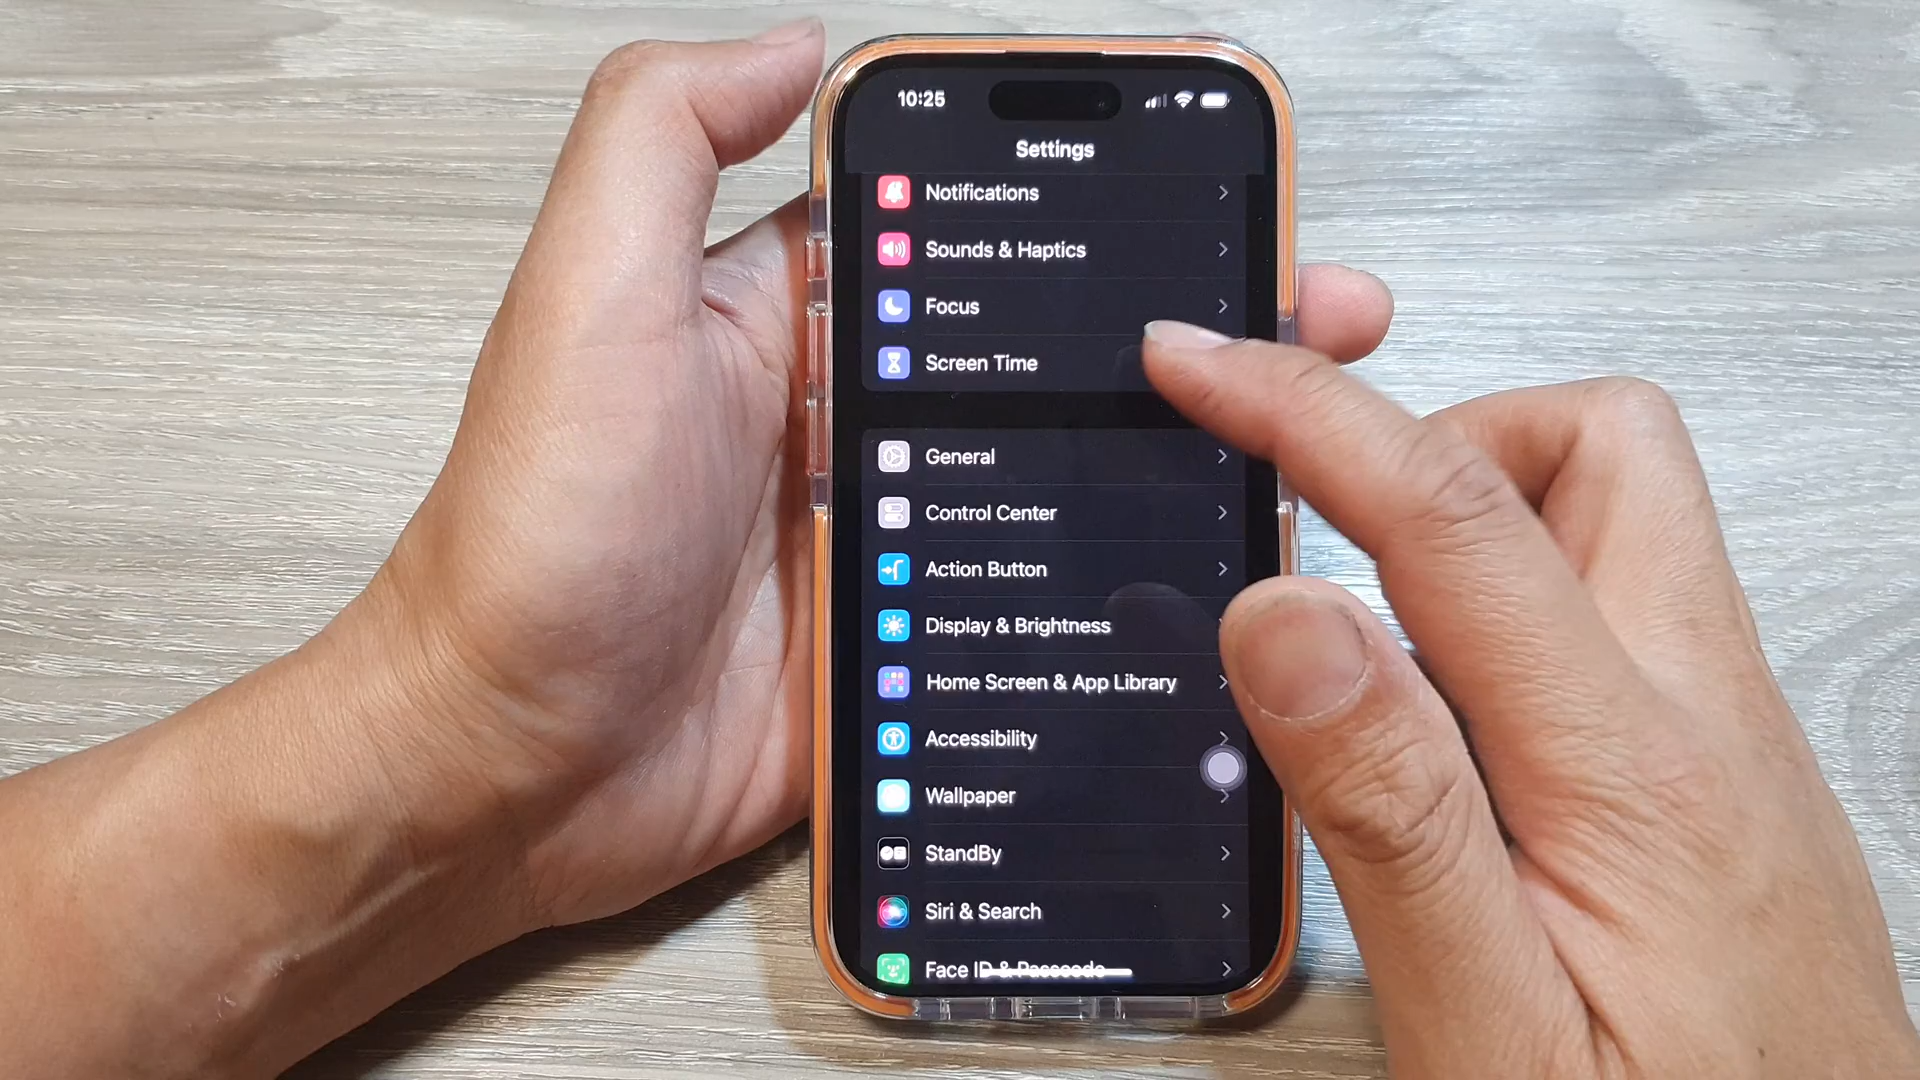 10:25
Settings
Notifications
Sounds & Haptics
Focus
Screen Time
General
Control Center
Action Button
Display & Brightness
Home Screen & App Library
Accessibility
Wallpaper
StandBy
Siri & Search
Face ID & Passcode